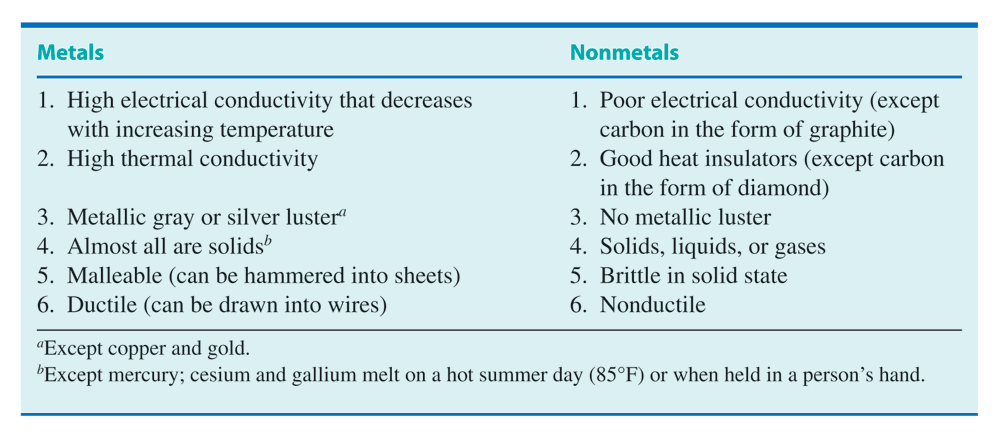 Metals
Nonmetals
1. High electrical conductivity that decreases
with increasing temperature
2. High thermal conductivity
3. Metallic gray or silver luster^a
4. Almost all are solids^b
5. Malleable (can be hammered into sheets)
6. Ductile (can be drawn into wires)
1. Poor electrical conductivity (except
carbon in the form of graphite)
2. Good heat insulators (except carbon
in the form of diamond)
3. No metallic luster
4. Solids, liquids, or gases
5. Brittle in solid state
6. Nonductile
^aExcept copper and gold.
^bExcept mercury; cesium and gallium melt on a hot summer day (85°F) or when held in a person’s hand.